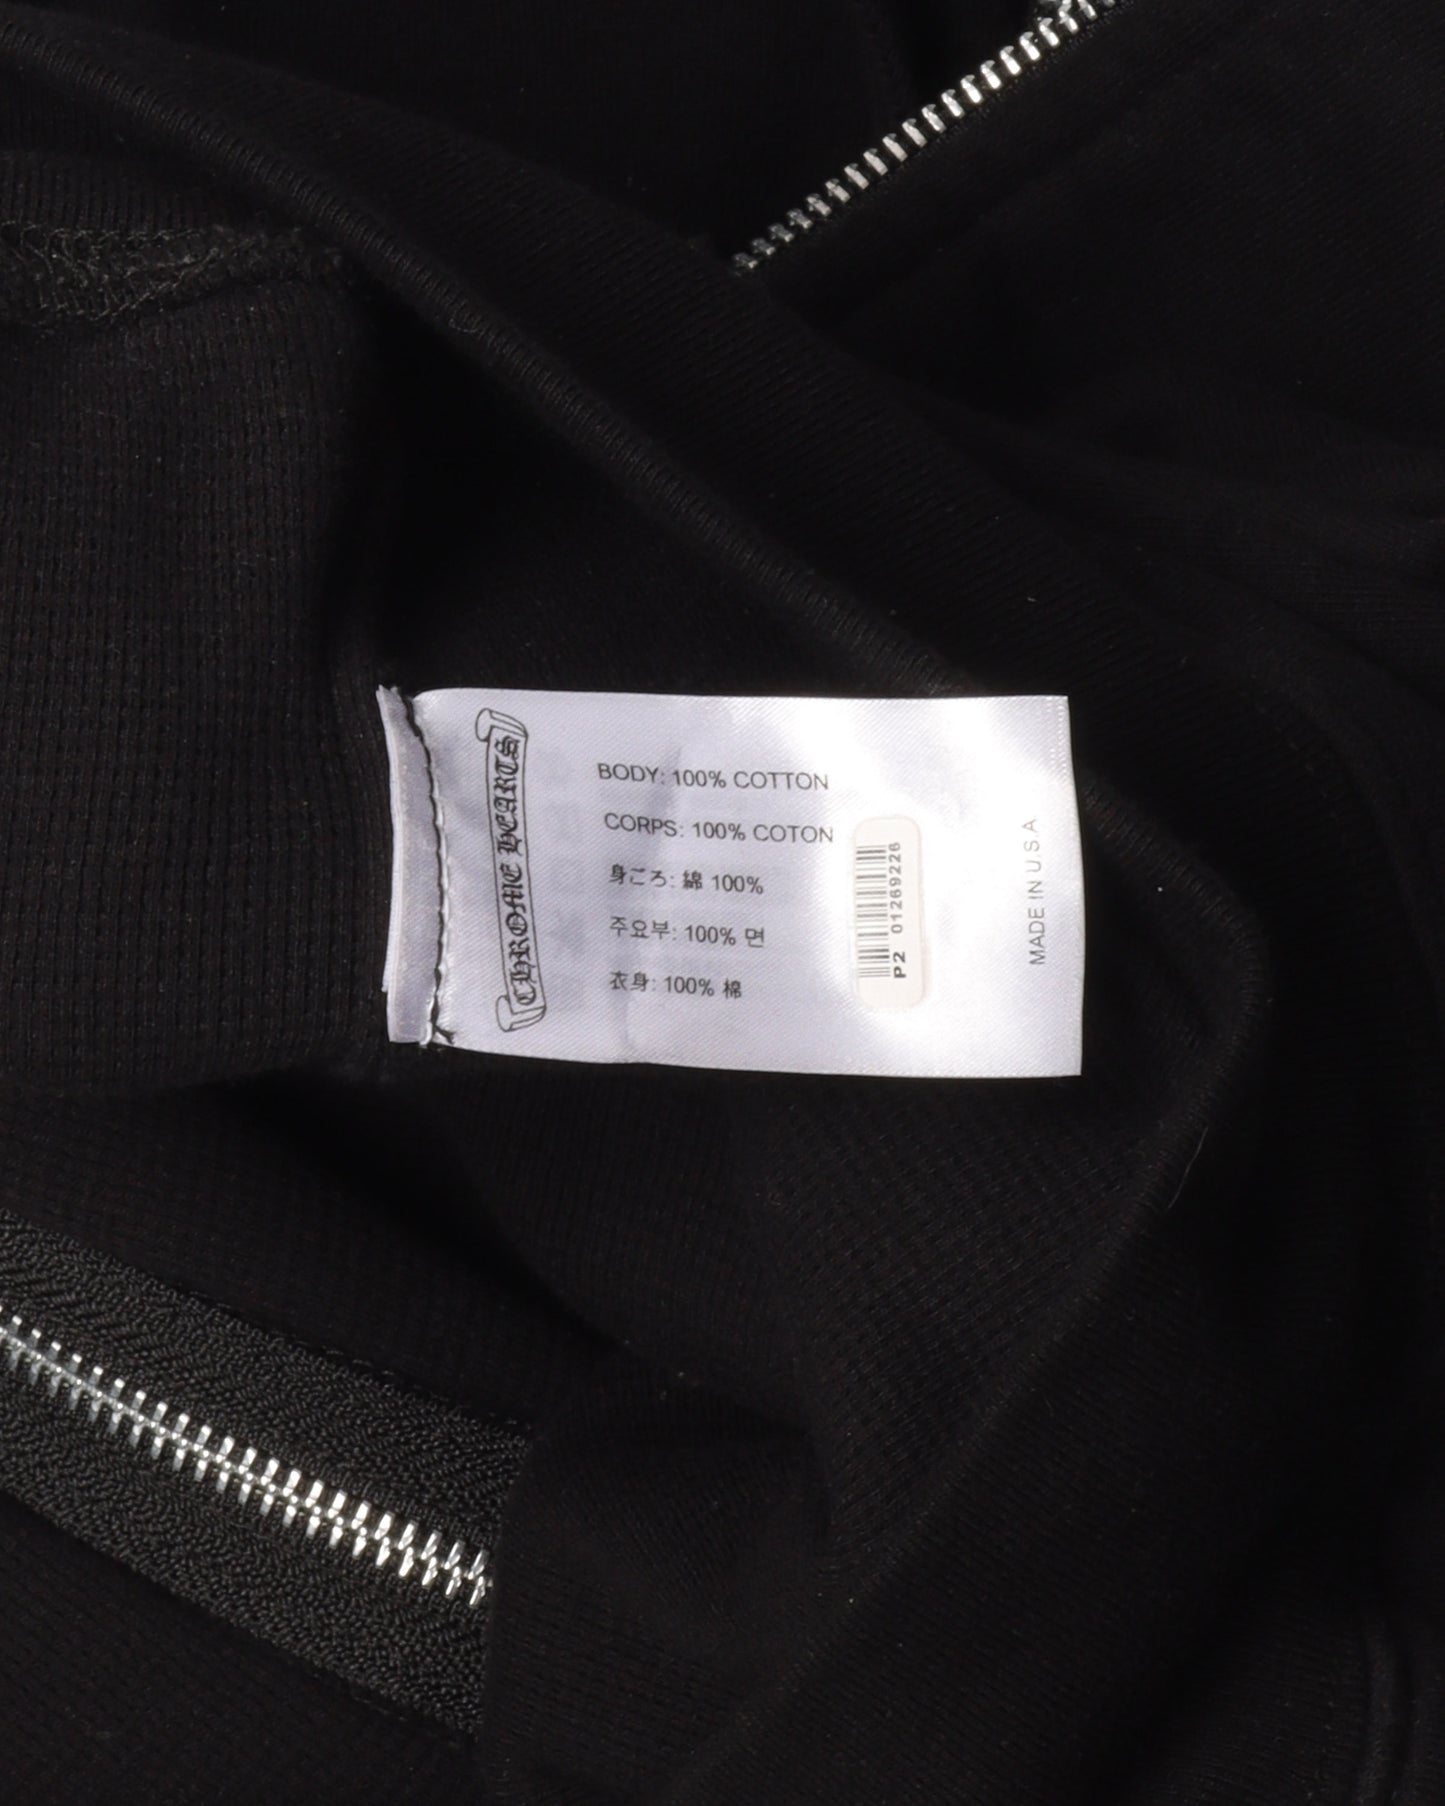 CHROME HEARTS
BODY: 100% COTTON
CORPS: 100% COTON
身ごろ: 綿 100%
주요부: 100% 면
衣身: 100% 棉
P2 01269226
MADE IN U.S.A